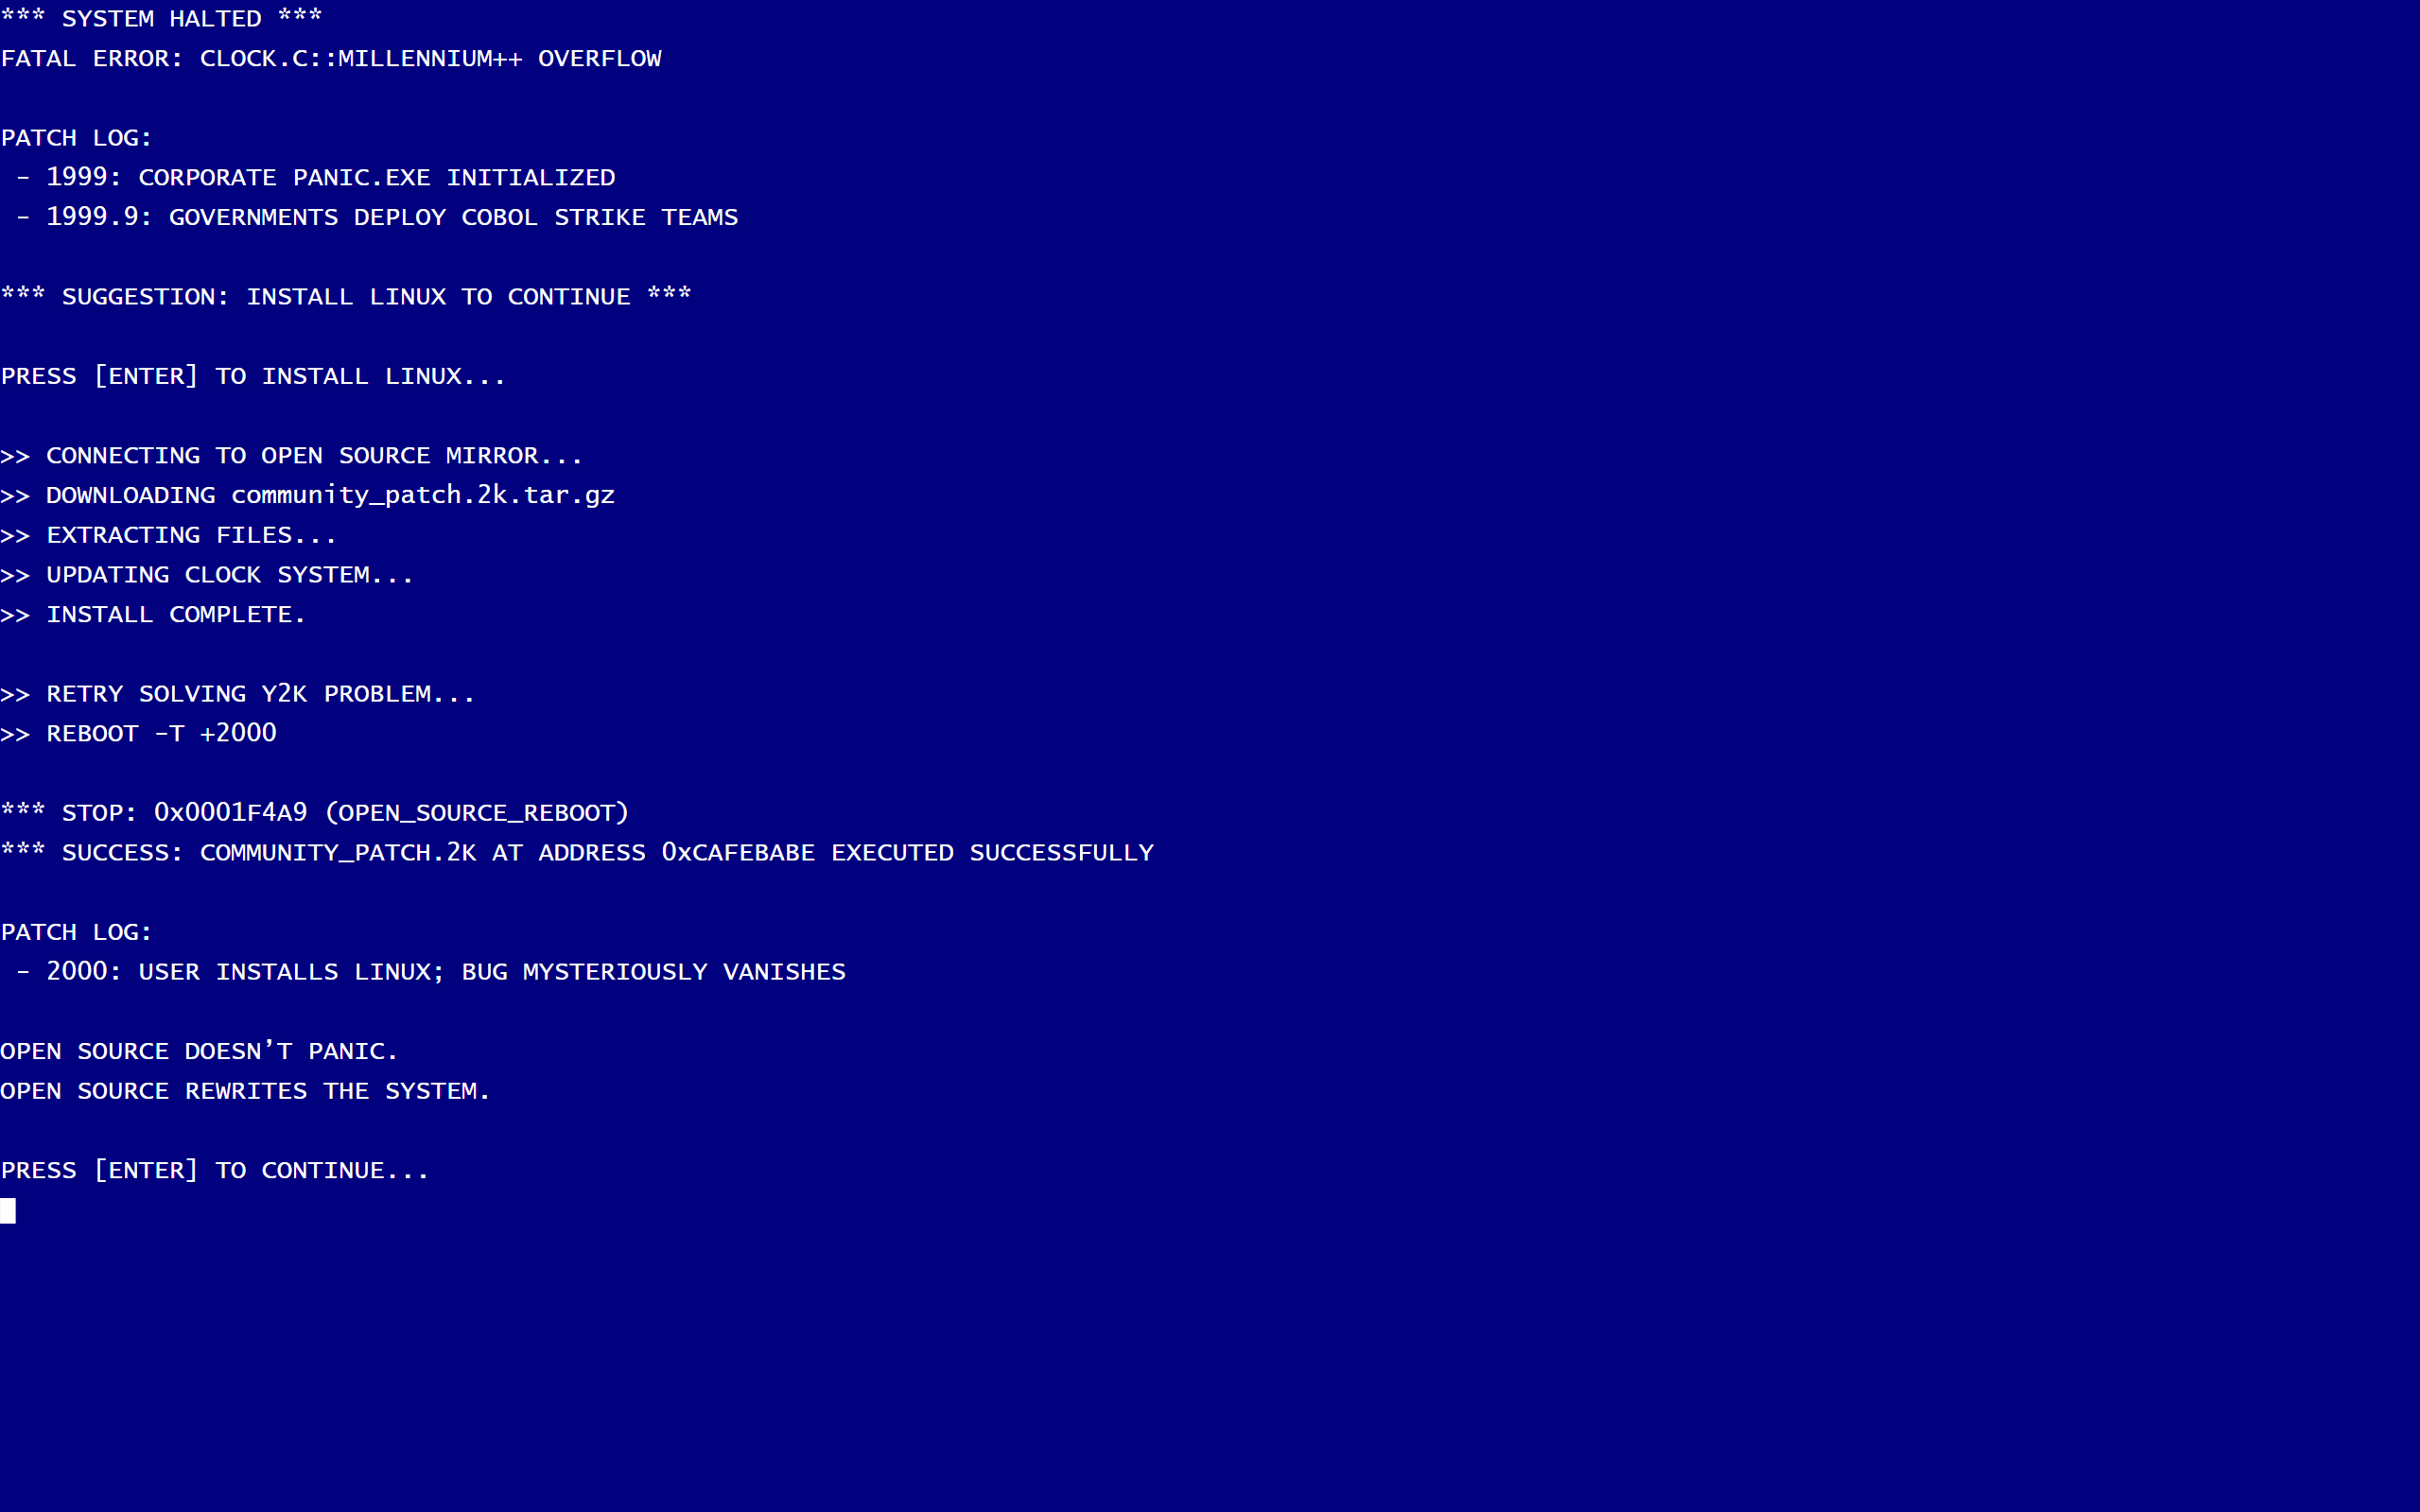 *** SYSTEM HALTED ***
FATAL ERROR: CLOCK.C::MILLENNIUM++ OVERFLOW
PATCH LOG:
- 1999: CORPORATE PANIC.EXE INITIALIZED
- 1999.9: GOVERNMENTS DEPLOY COBOL STRIKE TEAMS
*** SUGGESTION: INSTALL LINUX TO CONTINUE ***
PRESS [ENTER] TO INSTALL LINUX...
>> CONNECTING TO OPEN SOURCE MIRROR...
>> DOWNLOADING community_patch.2k.tar.gz
>> EXTRACTING FILES...
>> UPDATING CLOCK SYSTEM...
>> INSTALL COMPLETE.
>> RETRY SOLVING Y2K PROBLEM...
>> REBOOT -T +2000
*** STOP: 0x0001F4A9 (OPEN_SOURCE_REBOOT)
*** SUCCESS: COMMUNITY_PATCH.2K AT ADDRESS 0xCAFEBABE EXECUTED SUCCESSFULLY
PATCH LOG:
- 2000: USER INSTALLS LINUX; BUG MYSTERIOUSLY VANISHES
OPEN SOURCE DOESN’T PANIC.
OPEN SOURCE REWRITES THE SYSTEM.
PRESS [ENTER] TO CONTINUE...